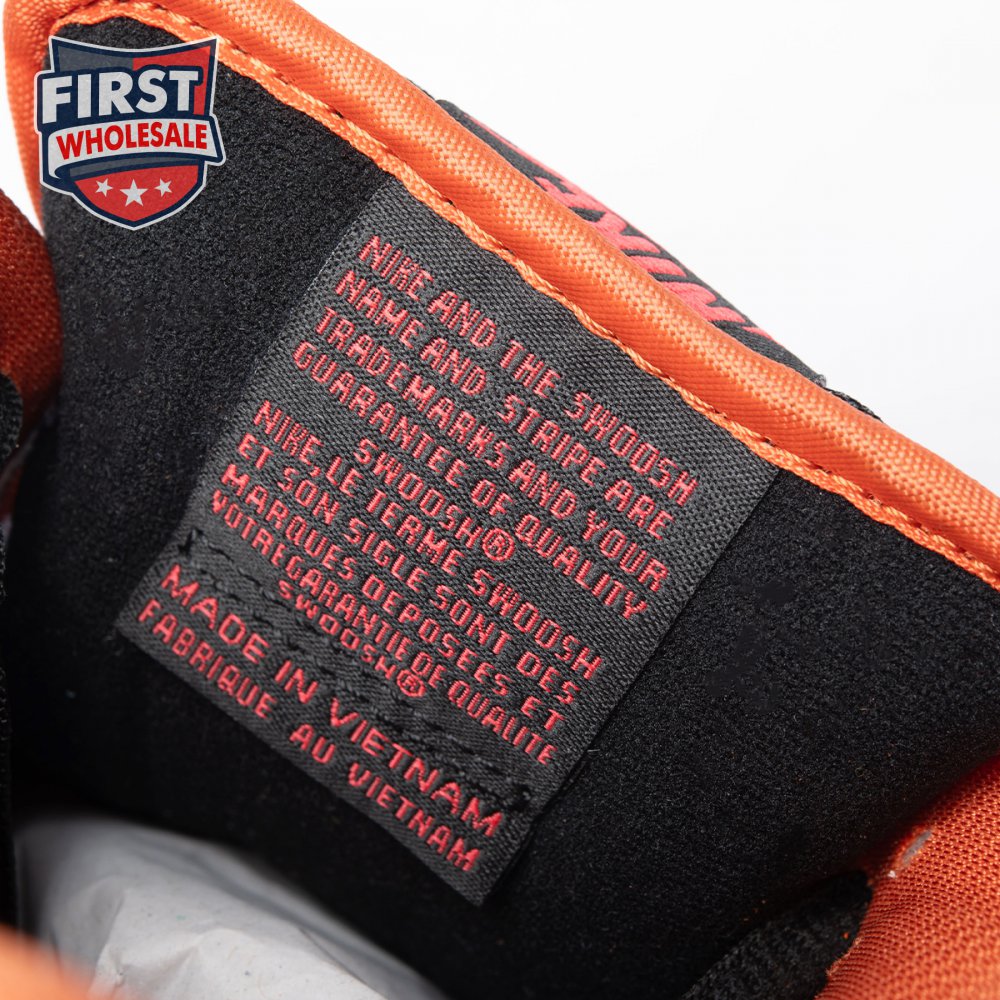 FIRST
WHOLESALE
NIKE AND THE SWOOSH
NAME AND STRIPE ARE
TRADEMARKS AND YOUR
GUARANTEE OF QUALITY
SWOOSH®
NIKE, LE TERME SWOOSH
ET SON SIGLE SONT DES
MARQUES DEPOSEES ET
VOTRE GARANTIE DE QUALITE
SWOOSH®
MADE IN VIETNAM
FABRIQUE AU VIETNAM